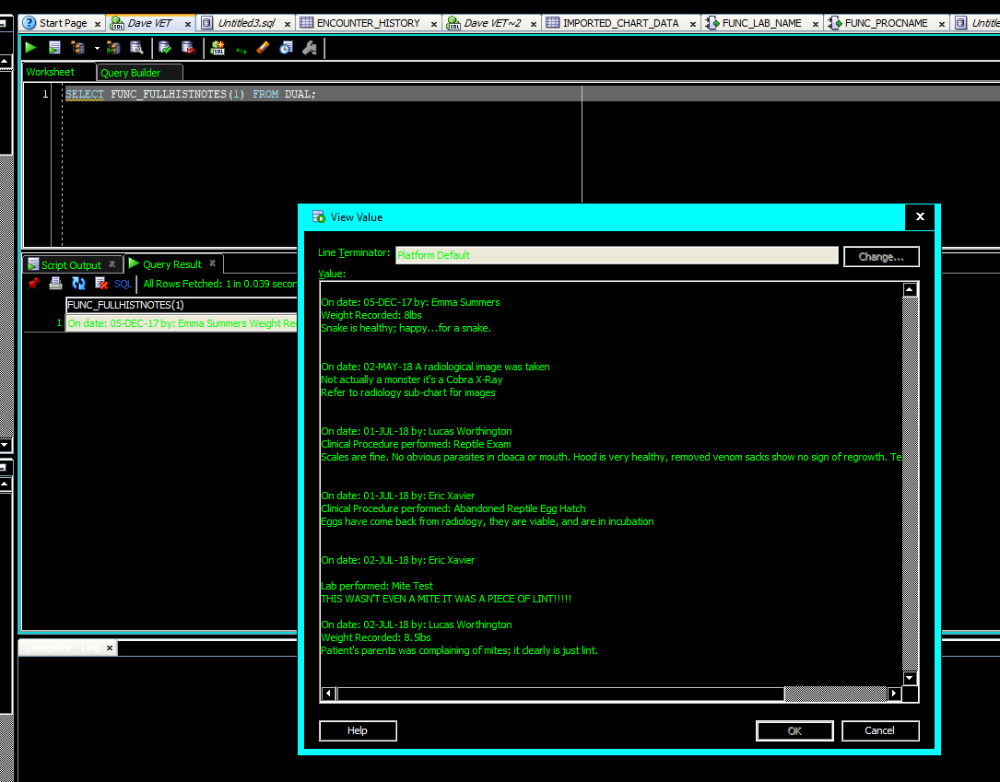 Start Page
Dave VET
Untitled3.sql
ENCOUNTER_HISTORY
Dave VET~2
IMPORTED_CHART_DATA
FUNC_LAB_NAME
FUNC_PROCNAME
Worksheet
Query Builder
1
SELECT FUNC_FULLHISTNOTES(1) FROM DUAL;
Script Output
Query Result
SQL
All Rows Fetched: 1 in 0.039
FUNC_FULLHISTNOTES(1)
1
On date: 05-DEC-17 by: Emma Summers Weight
View Value
Line Terminator:
Platform Default
Change...
Value:
On date: 05-DEC-17 by: Emma Summers
Weight Recorded: 8lbs
Snake is healthy; happy...for a snake.
On date: 02-MAY-18 A radiological image was taken
Not actually a monster it's a Cobra X-Ray
Refer to radiology sub-chart for images
On date: 01-JUL-18 by: Lucas Worthington
Clinical Procedure performed: Reptile Exam
Scales are fine. No obvious parasites in cloaca or mouth. Hood is very healthy, removed venom sacks show no sign of regrowth. Te
On date: 01-JUL-18 by: Eric Xavier
Clinical Procedure performed: Abandoned Reptile Egg Hatch
Eggs have come back from radiology, they are viable, and are in incubation
On date: 02-JUL-18 by: Eric Xavier
Lab performed: Mite Test
THIS WASN'T EVEN A MITE IT WAS A PIECE OF LINT!!!!!
On date: 02-JUL-18 by: Lucas Worthington
Weight Recorded: 8.5lbs
Patient's parents was complaining of mites; it clearly is just lint.
Help
OK
Cancel
Compiler - Log